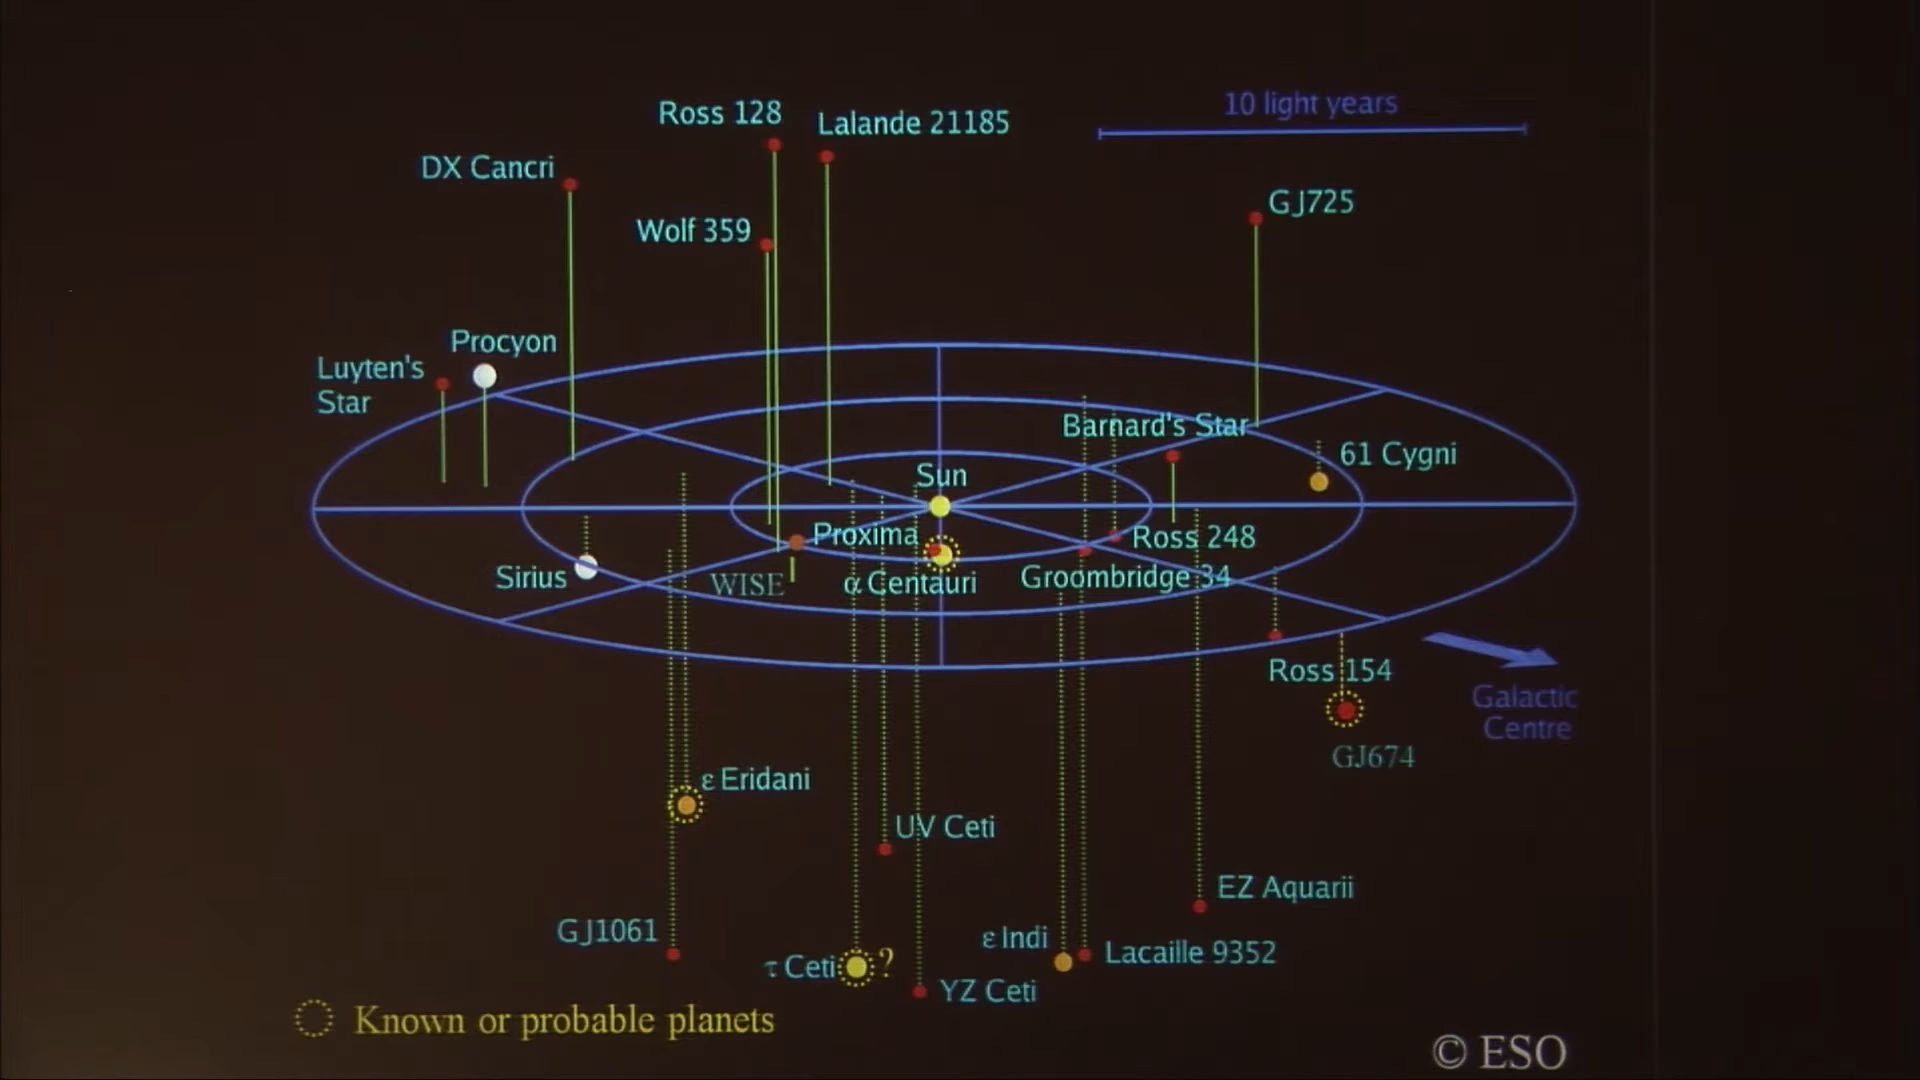 Ross 128
Lalande 21185
10 light years
DX Cancri
GJ725
Wolf 359
Procyon
Luyten's
Star
Barnard's Star
61 Cygni
Sun
Proxima
Ross 248
Sirius
WISE
α Centauri
Groombridge 34
Ross 154
Galactic
Centre
GJ674
ε Eridani
UV Ceti
EZ Aquarii
GJ1061
ε Indi
Lacaille 9352
τ Ceti ?
YZ Ceti
Known or probable planets
© ESO